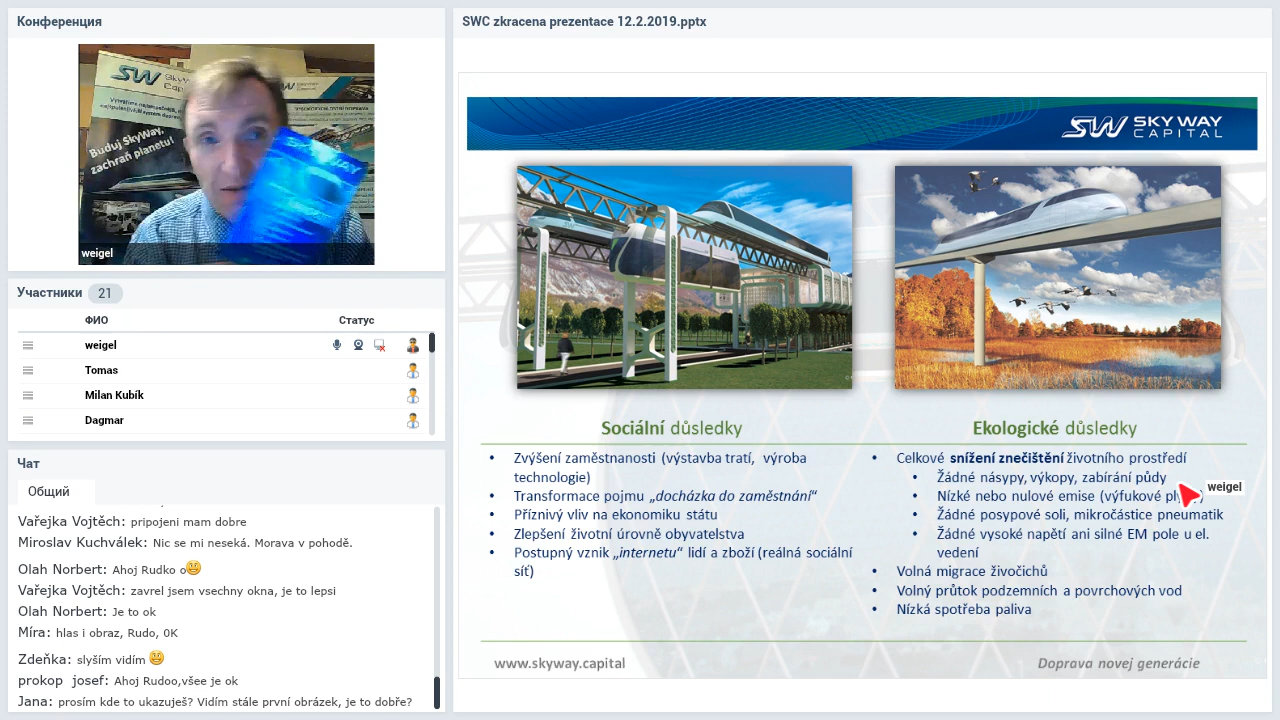 Конференция
SW SKY
Buduj SkyWay,
zachraň planetu!
weigel
Участники 21
ФИО Статус
weigel
Tomas
Milan Kubík
Dagmar
Чат
Общий
Vařejka Vojtěch: pripojeni mam dobre
Miroslav Kuchválek: Nic se mi neseká. Morava v pohodě.
Olah Norbert: Ahoj Rudko o
Vařejka Vojtěch: zavrel jsem vsechny okna, je to lepsi
Olah Norbert: Je to ok
Míra: hlas i obraz, Rudo, 0K
Zdeňka: slyším vidím
prokop josef: Ahoj Rudoo,všee je ok
Jana: prosím kde to ukazuješ? Vidím stále první obrázek, je to dobře?
SWC zkracena prezentace 12.2.2019.pptx
SW SKY WAY
CAPITAL
Sociální důsledky
• Zvýšení zaměstnanosti (výstavba tratí, výroba
technologie)
• Transformace pojmu „docházka do zaměstnání“
• Příznivý vliv na ekonomiku státu
• Zlepšení životní úrovně obyvatelstva
• Postupný vznik „internetu“ lidí a zboží (reálná sociální
síť)
Ekologické důsledky
• Celkové snížení znečištění životního prostředí
• Žádné násypy, výkopy, zabírání půdy
• Nízké nebo nulové emise (výfukové
weigel
• Žádné posypové soli, mikročástice pneumatik
• Žádné vysoké napětí ani silné EM pole u el.
vedení
• Volná migrace živočichů
• Volný průtok podzemních a povrchových vod
• Nízká spotřeba paliva
www.skyway.capital
Doprava novej generácie